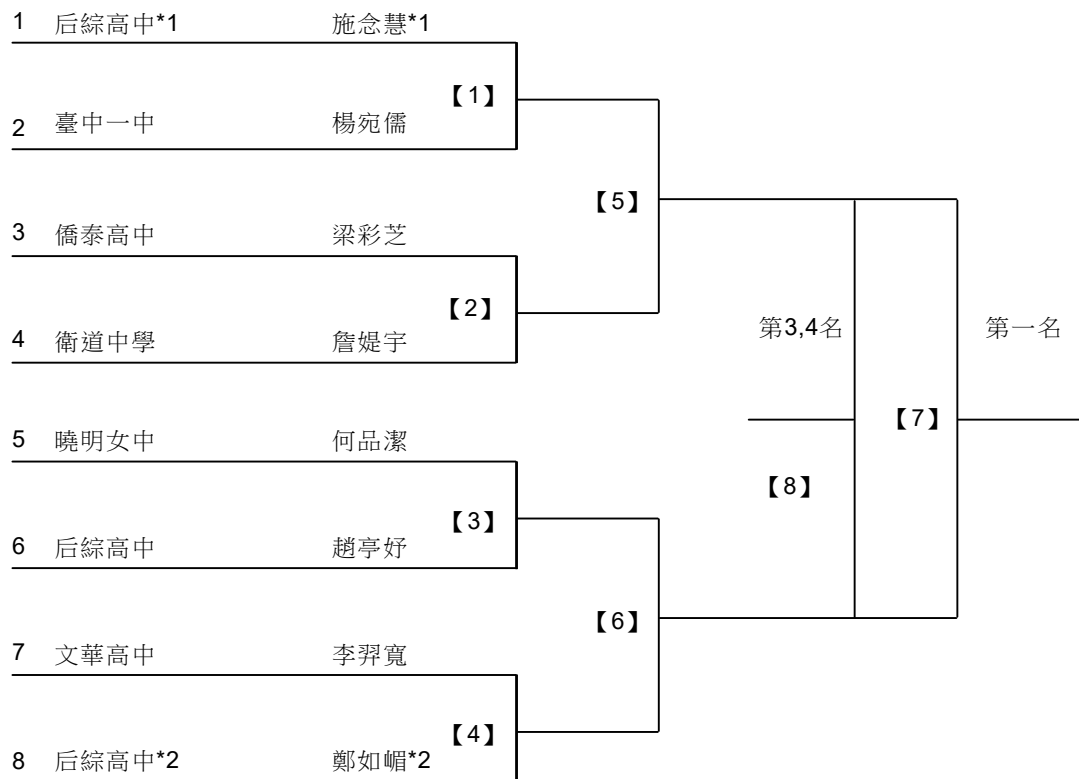 1 后綜高中*1 施念慧*1
【1】
2 臺中一中 楊宛儒
【5】
3 僑泰高中 梁彩芝
【2】
4 衛道中學 詹媞宇
第3,4名 第一名
【7】
5 曉明女中 何品潔
【8】
【3】
6 后綜高中 趙亭妤
【6】
7 文華高中 李羿寬
【4】
8 后綜高中*2 鄭如嵋*2